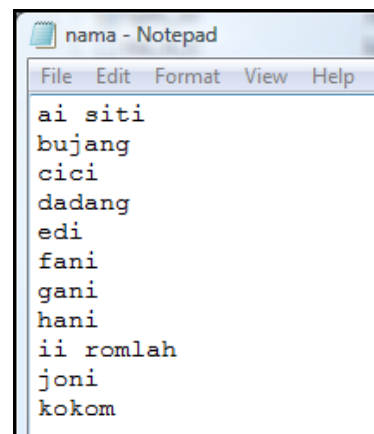 nama - Notepad
File Edit Format View Help
ai siti
bujang
cici
dadang
edi
fani
gani
hani
ii romlah
joni
kokom